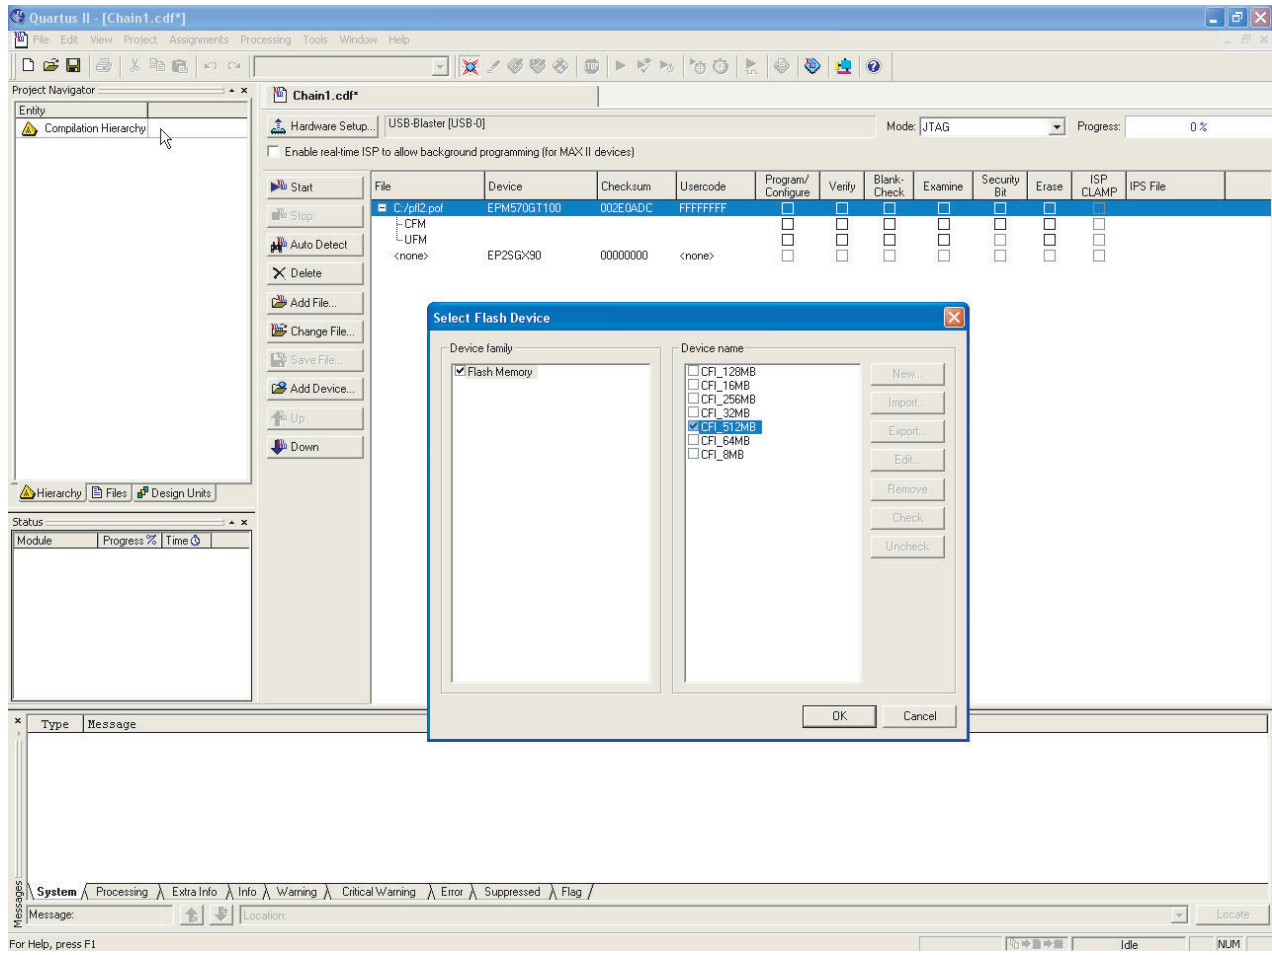 Quartus II - [Chain1.cdf*]
File Edit View Project Assignments Processing Tools Window Help
Project Navigator
Entity
Compilation Hierarchy
Hierarchy Files Design Units
Status
Module Progress % Time
Chain1.cdf*
Hardware Setup... USB-Blaster [USB-0] Mode: JTAG Progress: 0 %
Enable real-time ISP to allow background programming (for MAX II devices)
Start
Stop
Auto Detect
Delete
Add File...
Change File...
Save File...
Add Device...
Up
Down
File Device Checksum Usercode Program/ Configure Verify Blank- Check Examine Security Bit Erase ISP CLAMP IPS File
C:/pfl2.pof EPM570GT100 002E0ADC FFFFFFFF
CFM
UFM
<none> EP2SGX90 00000000 <none>
Select Flash Device
Device family
Flash Memory
Device name
CFI_128MB
CFI_16MB
CFI_256MB
CFI_32MB
CFI_512MB
CFI_64MB
CFI_8MB
New...
Import...
Export...
Edit...
Remove
Check
Uncheck
OK Cancel
Type Message
System Processing Extra Info Info Warning Critical Warning Error Suppressed Flag
Messages
Message: Location: Locate
For Help, press F1 Idle NUM